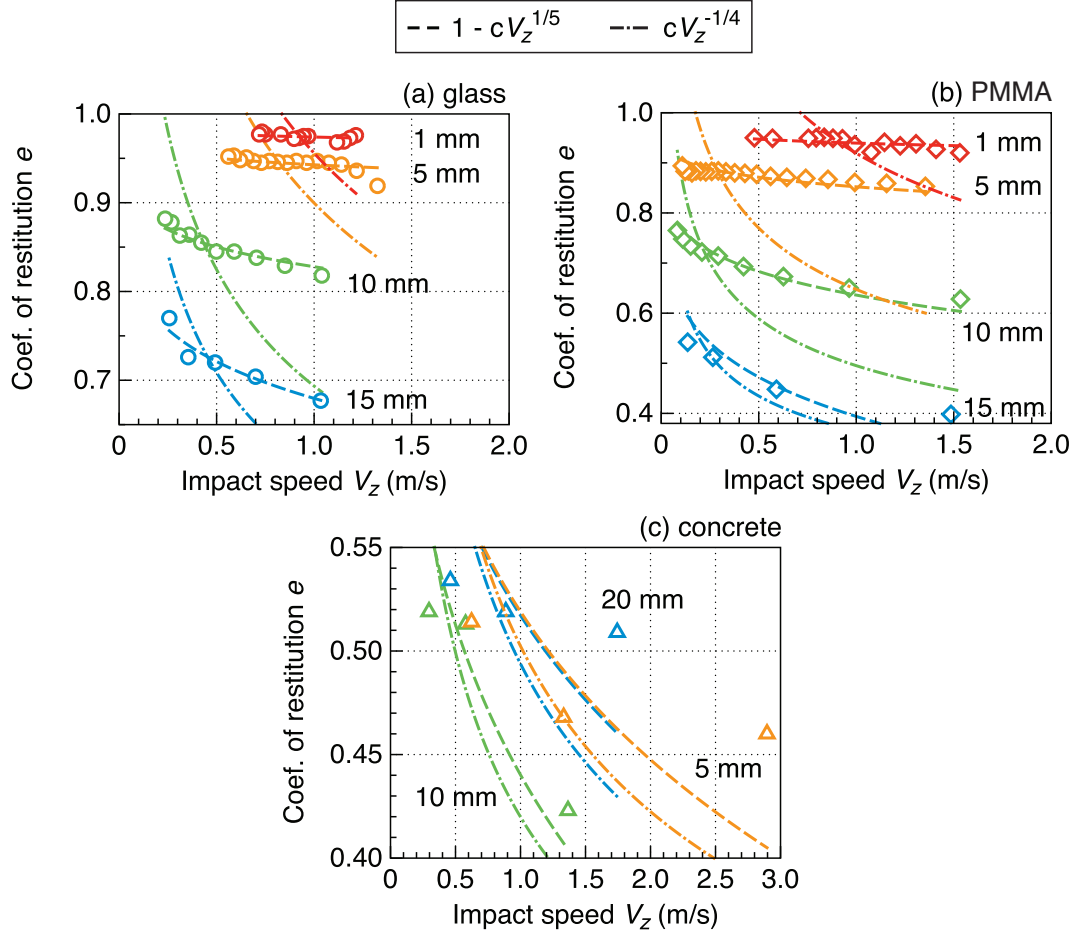 1 - cV_z^{1/5} cV_z^{-1/4}
(a) glass
1.0
0.9
0.8
0.7
Coef. of restitution e
1 mm
5 mm
10 mm
15 mm
0 0.5 1.0 1.5 2.0
Impact speed V_z (m/s)
(b) PMMA
1.0
0.8
0.6
0.4
Coef. of restitution e
1 mm
5 mm
10 mm
15 mm
0 0.5 1.0 1.5 2.0
Impact speed V_z (m/s)
(c) concrete
0.55
0.50
0.45
0.40
Coef. of restitution e
20 mm
5 mm
10 mm
0 0.5 1.0 1.5 2.0 2.5 3.0
Impact speed V_z (m/s)